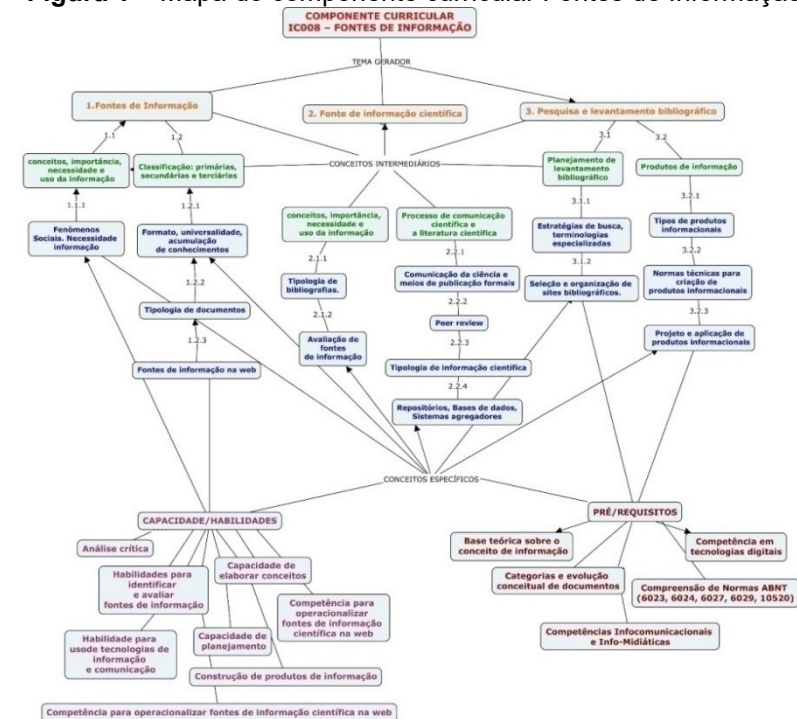 Figura 1 – Mapa do componente curricular Fontes de Informação
COMPONENTE CURRICULAR
IC008 – FONTES DE INFORMAÇÃO
TEMA GERADOR
1.Fontes de Informação
2. Fonte de informação científica
3. Pesquisa e levantamento bibliográfico
1.1
1.2
3.1
3.2
conceitos, importância,
necessidade e
uso da informação
Classificação: primárias,
secundárias e terciárias
CONCEITOS INTERMEDIÁRIOS
Planejamento de
levantamento
bibliográfico
Produtos de informação
1.1.1
1.2.1
3.1.1
3.2.1
Fenômenos
Sociais. Necessidade
informação
Formato, universalidade,
acumulação
de conhecimentos
conceitos, importância,
necessidade e
uso da informação
Processo de comunicação
científica e
a literatura científica
Estratégias de busca,
terminologias
especializadas
Tipos de produtos
informacionais
2.1.1
2.2.1
3.1.2
3.2.2
1.2.2
Tipologia de
bibliografias.
Comunicação da ciência e
meios de publicação formais
Seleção e organização de
sites bibliográficos.
Normas técnicas para
criação de
produtos informacionais
Tipologia de documentos
2.1.2
2.2.2
3.2.3
Peer review
1.2.3
Avaliação de
fontes
de informação
2.2.3
Projeto e aplicação de
produtos informacionais
Fontes de informação na web
Tipologia de informação científica
2.2.4
Repositórios, Bases de dados,
Sistemas agregadores
CONCEITOS ESPECÍFICOS
CAPACIDADE/HABILIDADES
PRÉ/REQUISITOS
Análise crítica
Habilidades para
identificar
e avaliar
fontes de informação
Capacidade de
elaborar conceitos
Competência para
operacionalizar
fontes de informação
científica na web
Habilidade para
usode tecnologias de
informação
e comunicação
Capacidade de
planejamento
Construção de produtos de informação
Competência para operacionalizar fontes de informação científica na web
Base teórica sobre o
conceito de informação
Competência em
tecnologias digitais
Categorias e evolução
conceitual de documentos
Compreensão de Normas ABNT
(6023, 6024, 6027, 6029, 10520)
Competências Infocomunicacionais
e Info-Midiáticas